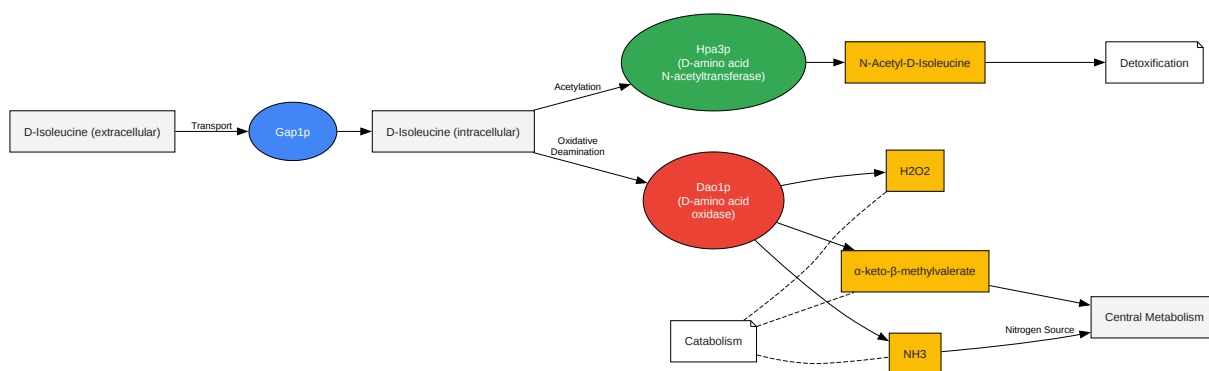 D-Isoleucine (extracellular)
Transport
Gap1p
D-Isoleucine (intracellular)
Acetylation
Oxidative
Deamination
Hpa3p
(D-amino acid
N-acetyltransferase)
N-Acetyl-D-Isoleucine
Detoxification
Dao1p
(D-amino acid
oxidase)
H2O2
α-keto-β-methylvalerate
Catabolism
NH3
Nitrogen Source
Central Metabolism